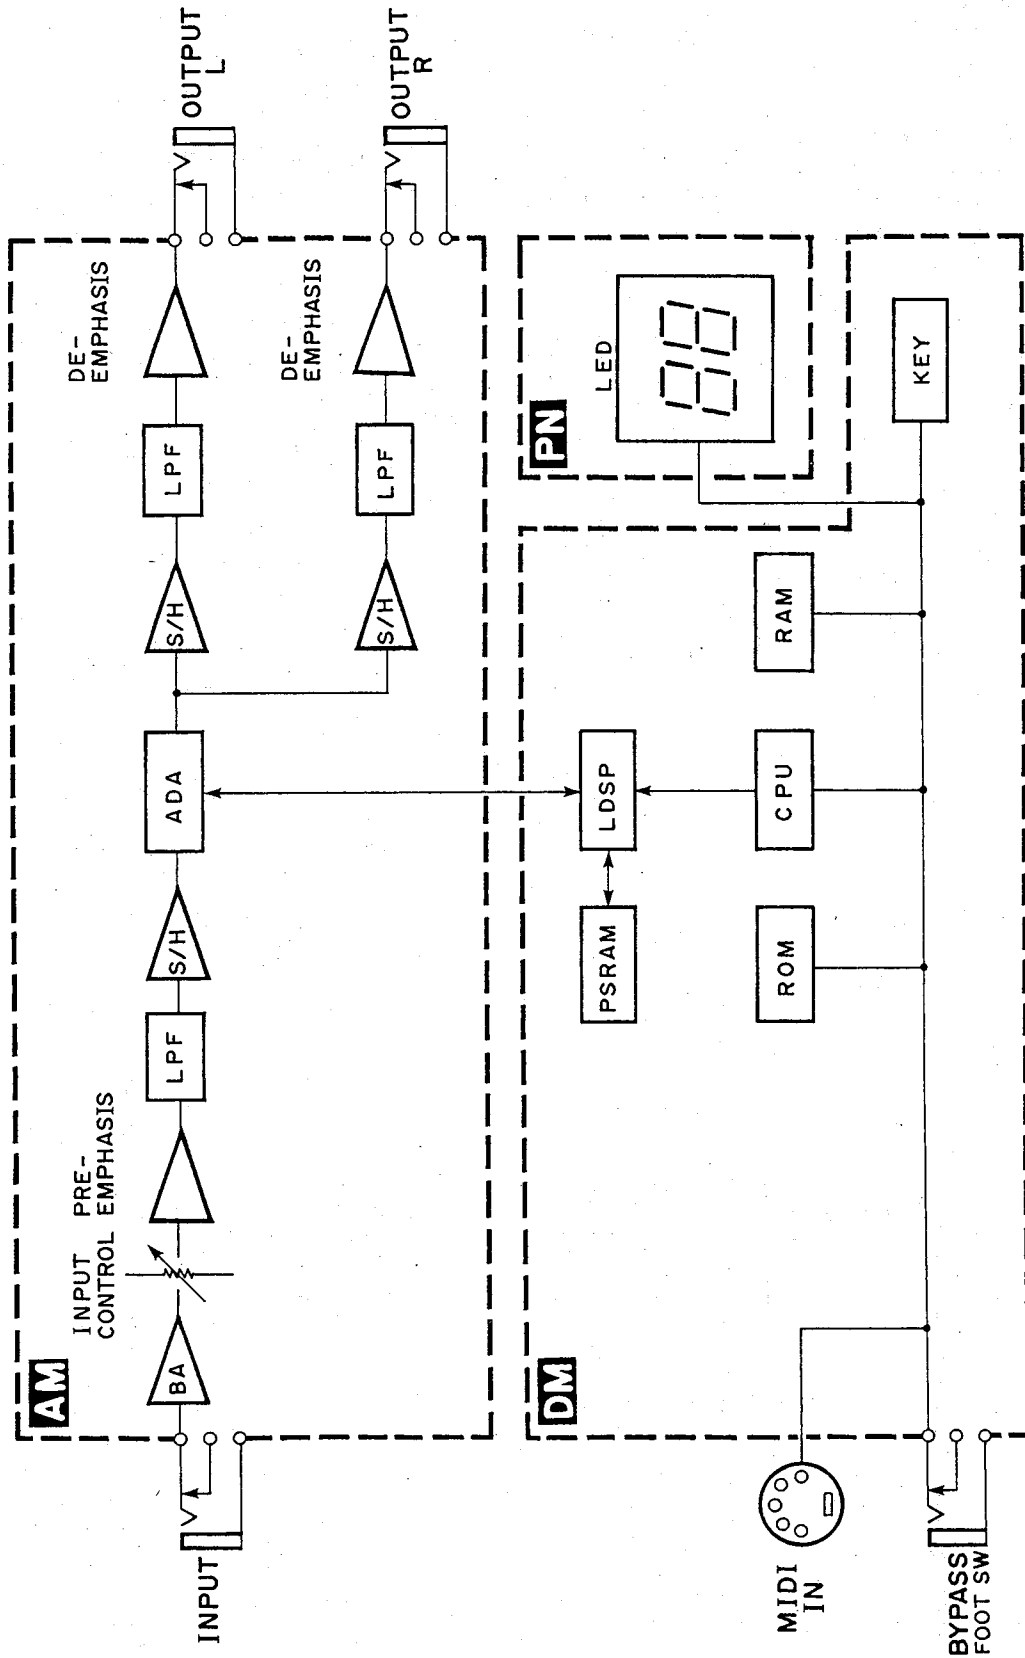 AM
INPUT
CONTROL
PRE-
EMPHASIS
DE-
EMPHASIS
DE-
EMPHASIS
INPUT
BA
LPF
S/H
ADA
S/H
LPF
OUTPUT
L
S/H
LPF
OUTPUT
R
DM
PN
LED
88
PSRAM
LDSP
MIDI
IN
ROM
CPU
RAM
KEY
BYPASS
FOOT SW